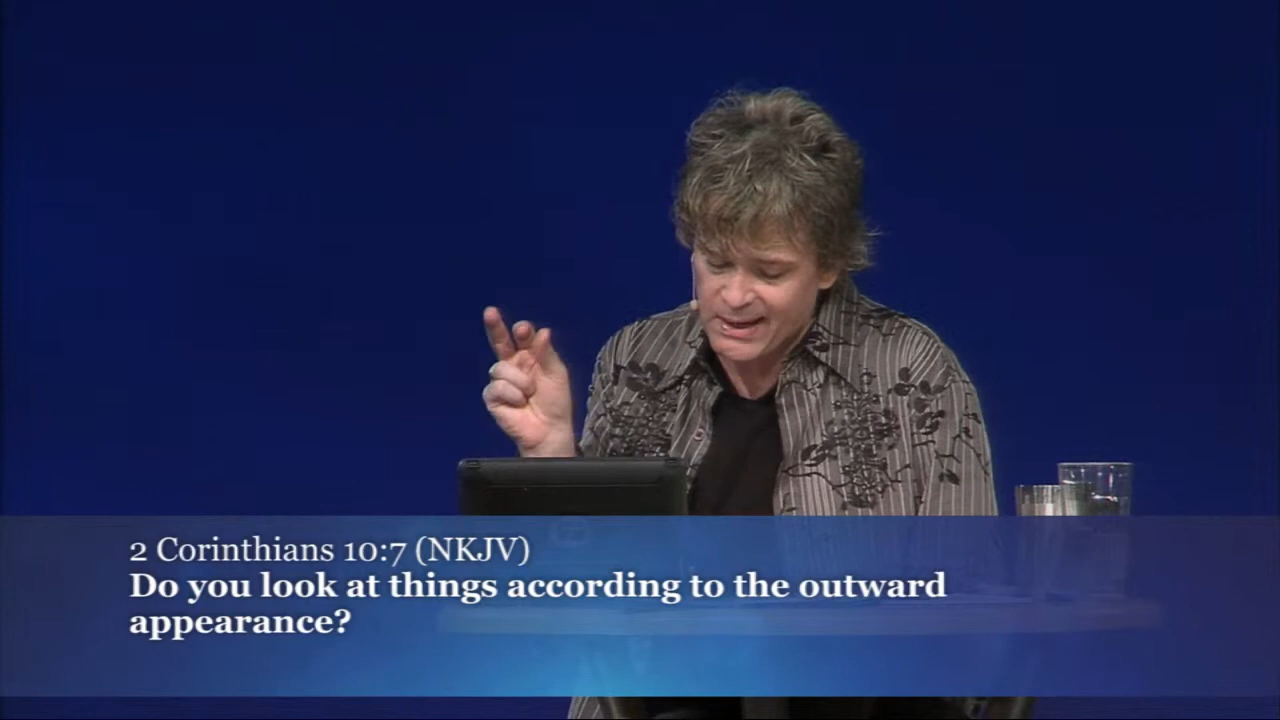 2 Corinthians 10:7 (NKJV)
Do you look at things according to the outward
appearance?